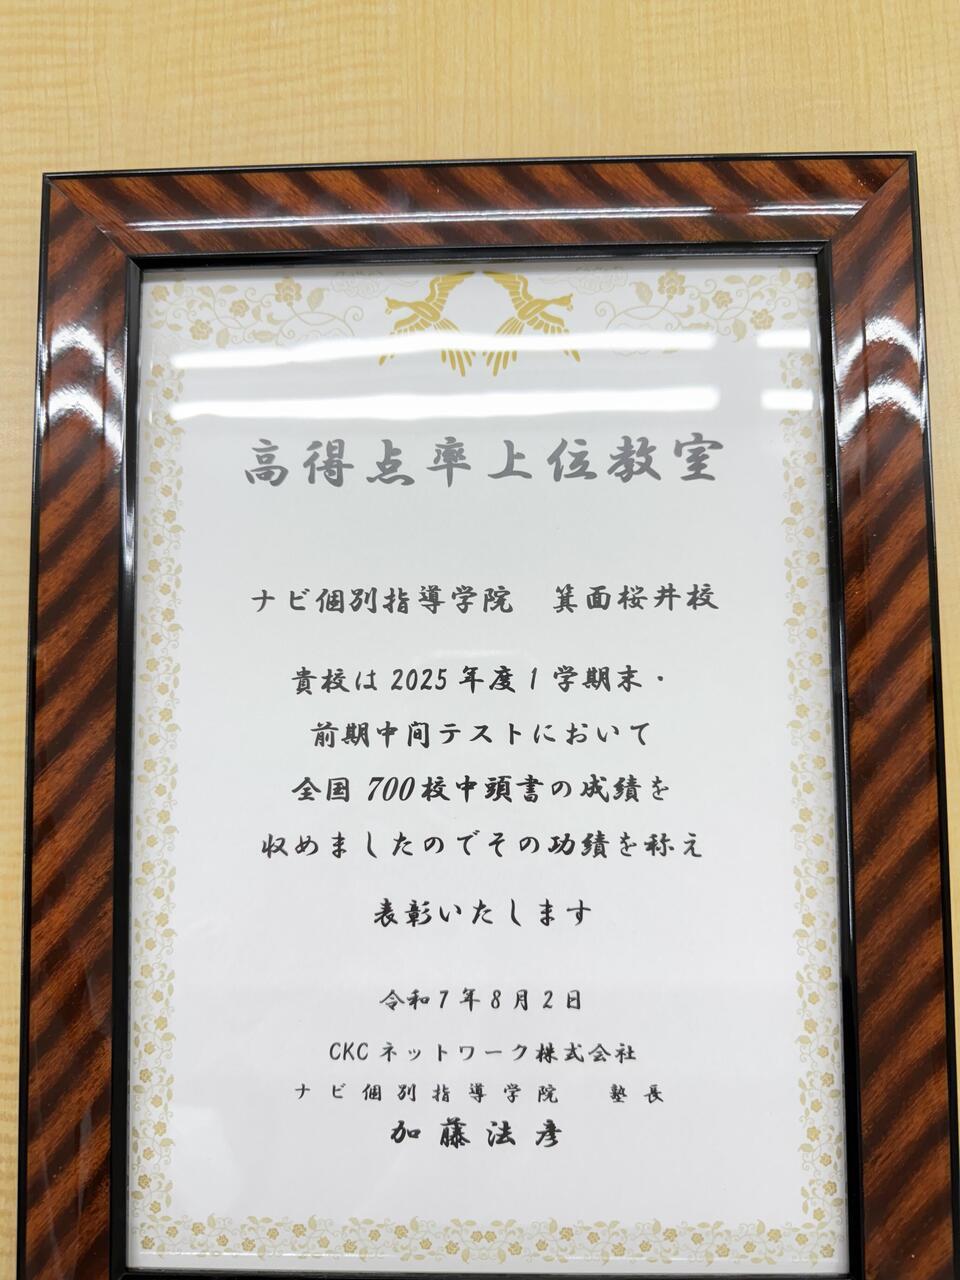 高得点率上位教室
ナビ個別指導学院　箕面桜井校
貴校は2025年度1学期末・
前期中間テストにおいて
全国700校中頭書の成績を
収めましたのでその功績を称え
表彰いたします
令和7年8月2日
CKCネットワーク株式会社
ナビ個別指導学院　塾長
加藤法彦